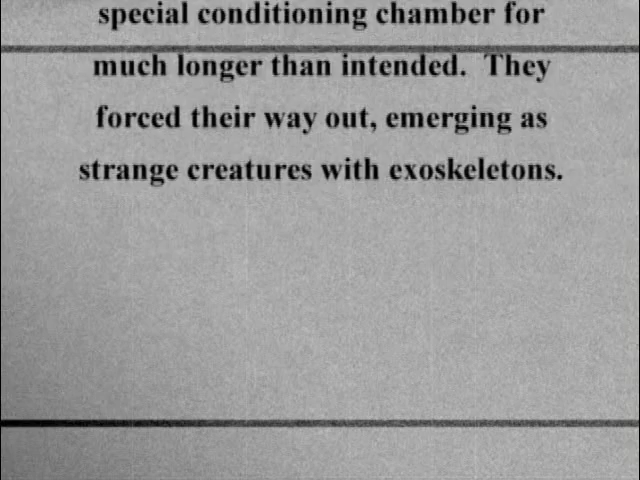 special conditioning chamber for
much longer than intended.  They
forced their way out, emerging as
strange creatures with exoskeletons.